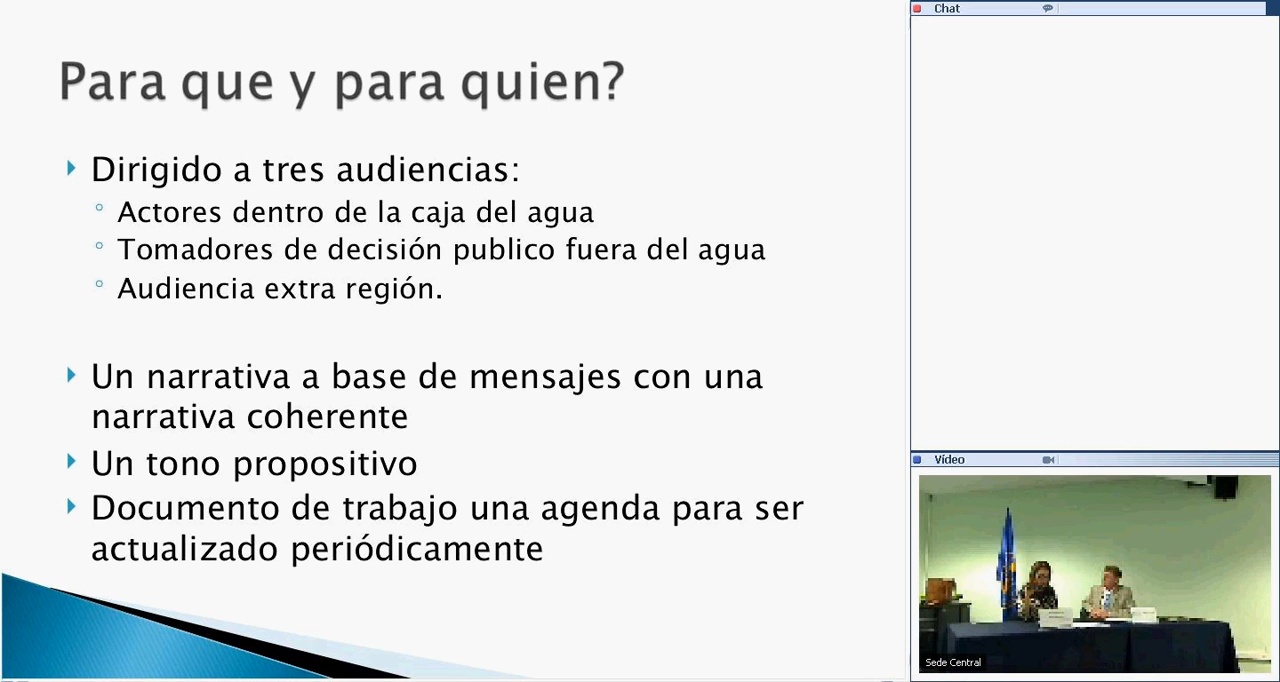 Para que y para quien?
Dirigido a tres audiencias:
Actores dentro de la caja del agua
Tomadores de decisión publico fuera del agua
Audiencia extra región.
Un narrativa a base de mensajes con una
narrativa coherente
Un tono propositivo
Documento de trabajo una agenda para ser
actualizado periódicamente
Chat
Vídeo
Sede Central